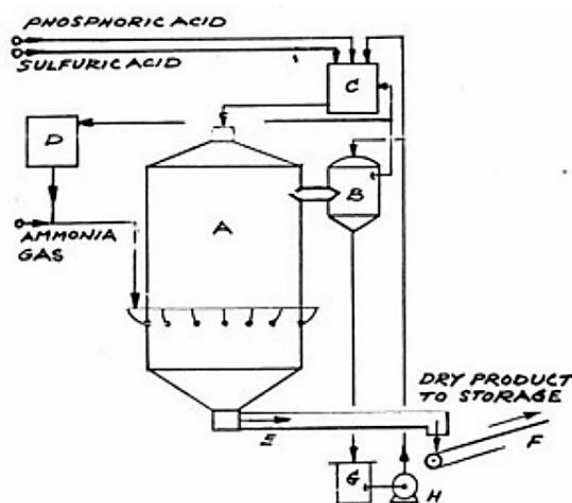 PHOSPHORIC ACID
SULFURIC ACID
C
D
B
A
AMMONIA
GAS
DRY PRODUCT
TO STORAGE
E
F
G
H